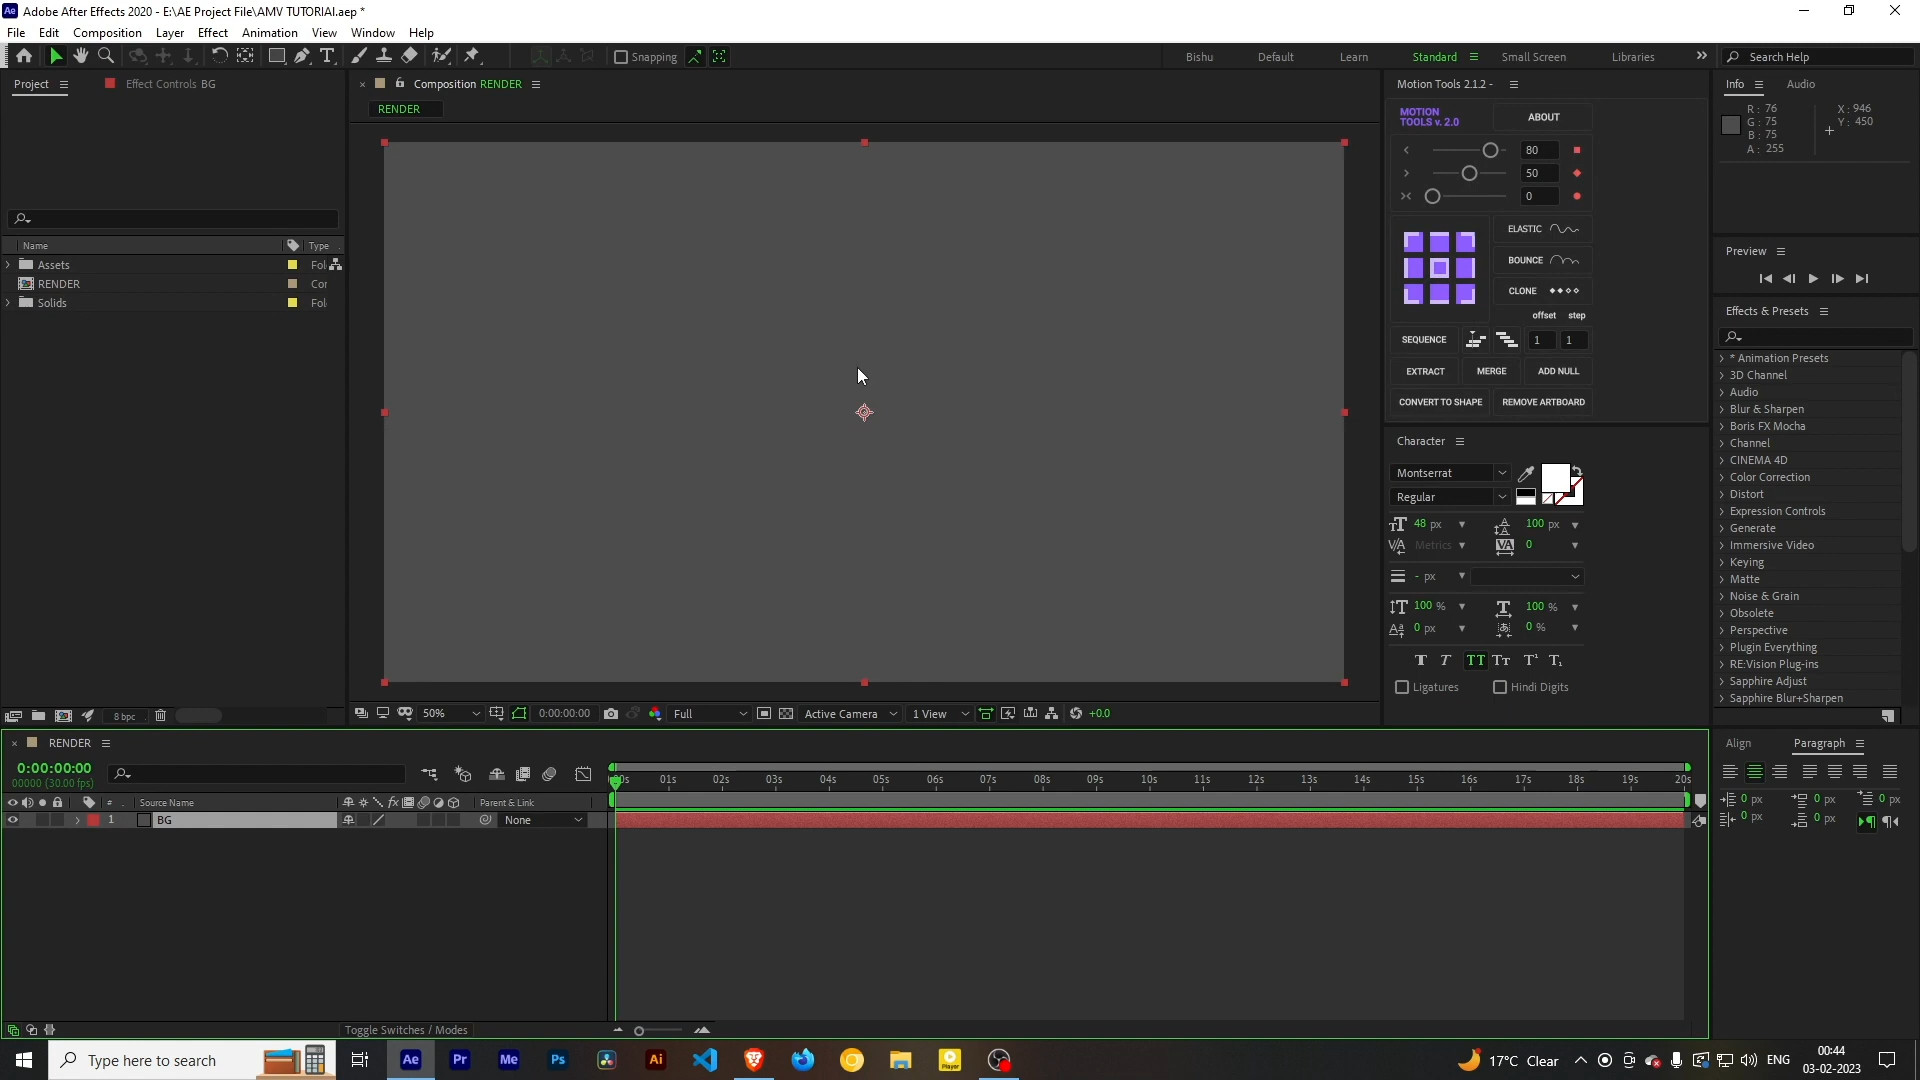 Adobe After Effects 2020 - E:\AE Project File\AMV TUTORIAl.aep *
File Edit Composition Layer Effect Animation View Window Help
Snapping Bishu Default Learn Standard Small Screen Libraries Search Help
Project Effect Controls BG
Name Type
Assets Fol
RENDER Cor
Solids Fol
8 bpc
Composition RENDER
RENDER
50% 0:00:00:00 Full Active Camera 1 View +0.0
Motion Tools 2.1.2 -
MOTION
TOOLS v. 2.0
ABOUT
80
50
0
ELASTIC
BOUNCE
CLONE
offset step
SEQUENCE 1 1
EXTRACT MERGE ADD NULL
CONVERT TO SHAPE REMOVE ARTBOARD
Character
Montserrat
Regular
48 px 100 px
Metrics 0
- px
100 % 100 %
0 px 0 %
Ligatures Hindi Digits
Info Audio
R : 76 X : 946
G : 75 Y : 450
B : 75
A : 255
Preview
Effects & Presets
* Animation Presets
3D Channel
Audio
Blur & Sharpen
Boris FX Mocha
Channel
CINEMA 4D
Color Correction
Distort
Expression Controls
Generate
Immersive Video
Keying
Matte
Noise & Grain
Obsolete
Perspective
Plugin Everything
RE:Vision Plug-ins
Sapphire Adjust
Sapphire Blur+Sharpen
RENDER
0:00:00:00
00000 (30.00 fps)
01s 02s 03s 04s 05s 06s 07s 08s 09s 10s 11s 12s 13s 14s 15s 16s 17s 18s 19s 20s
# Source Name fx Parent & Link
1 BG None
Toggle Switches / Modes
Align Paragraph
0 px 0 px 0 px
0 px 0 px
Type here to search
Ae Pr Me Ps Ai Player
17°C Clear ENG
00:44
03-02-2023